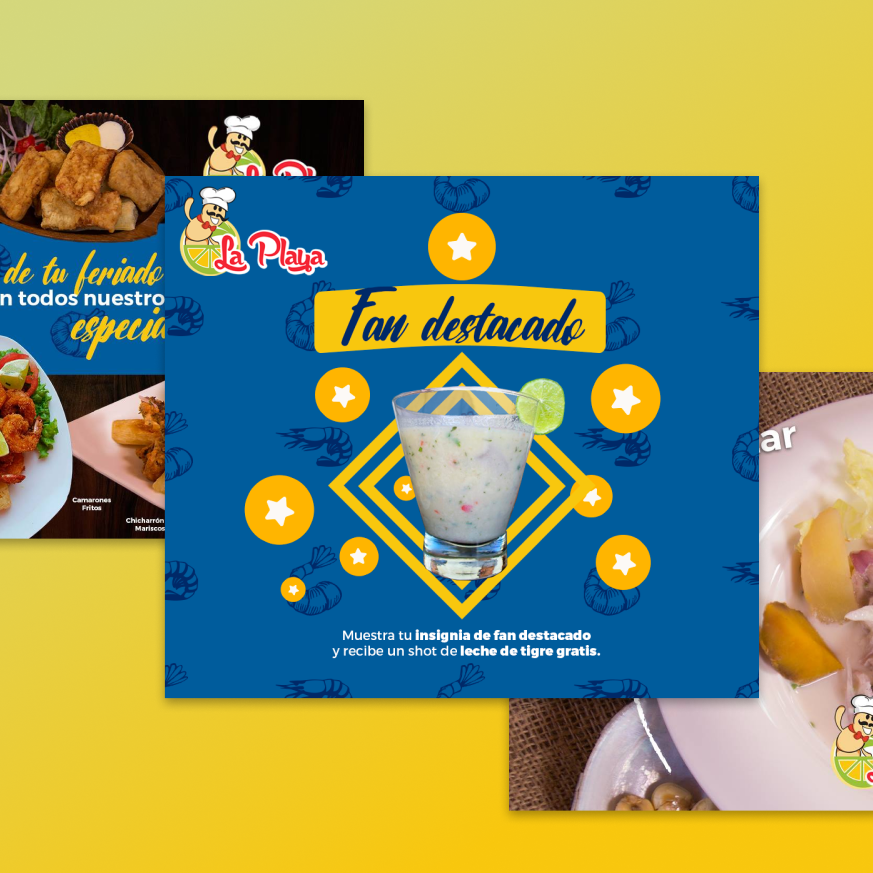 de tu feriado
n todos nuestro
Camarones
Fritos
Chicharrón
Mariscos
La Playa
Fan destacado
Muestra tu insignia de fan destacado
y recibe un shot de leche de tigre gratis.
ar